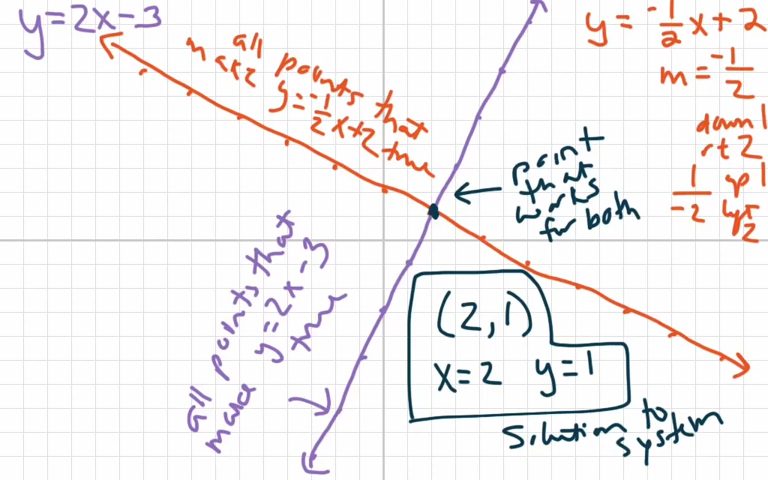 y=2x-3
all
points that
make
y=-1/2x+2 true
y=-1/2x+2
m=-1/2
down 1
rt 2
1/-2 up 1
lft 2
point
that
works
for both
all points that
make y=2x-3
true
(2,1)
x=2 y=1
Solution to
system